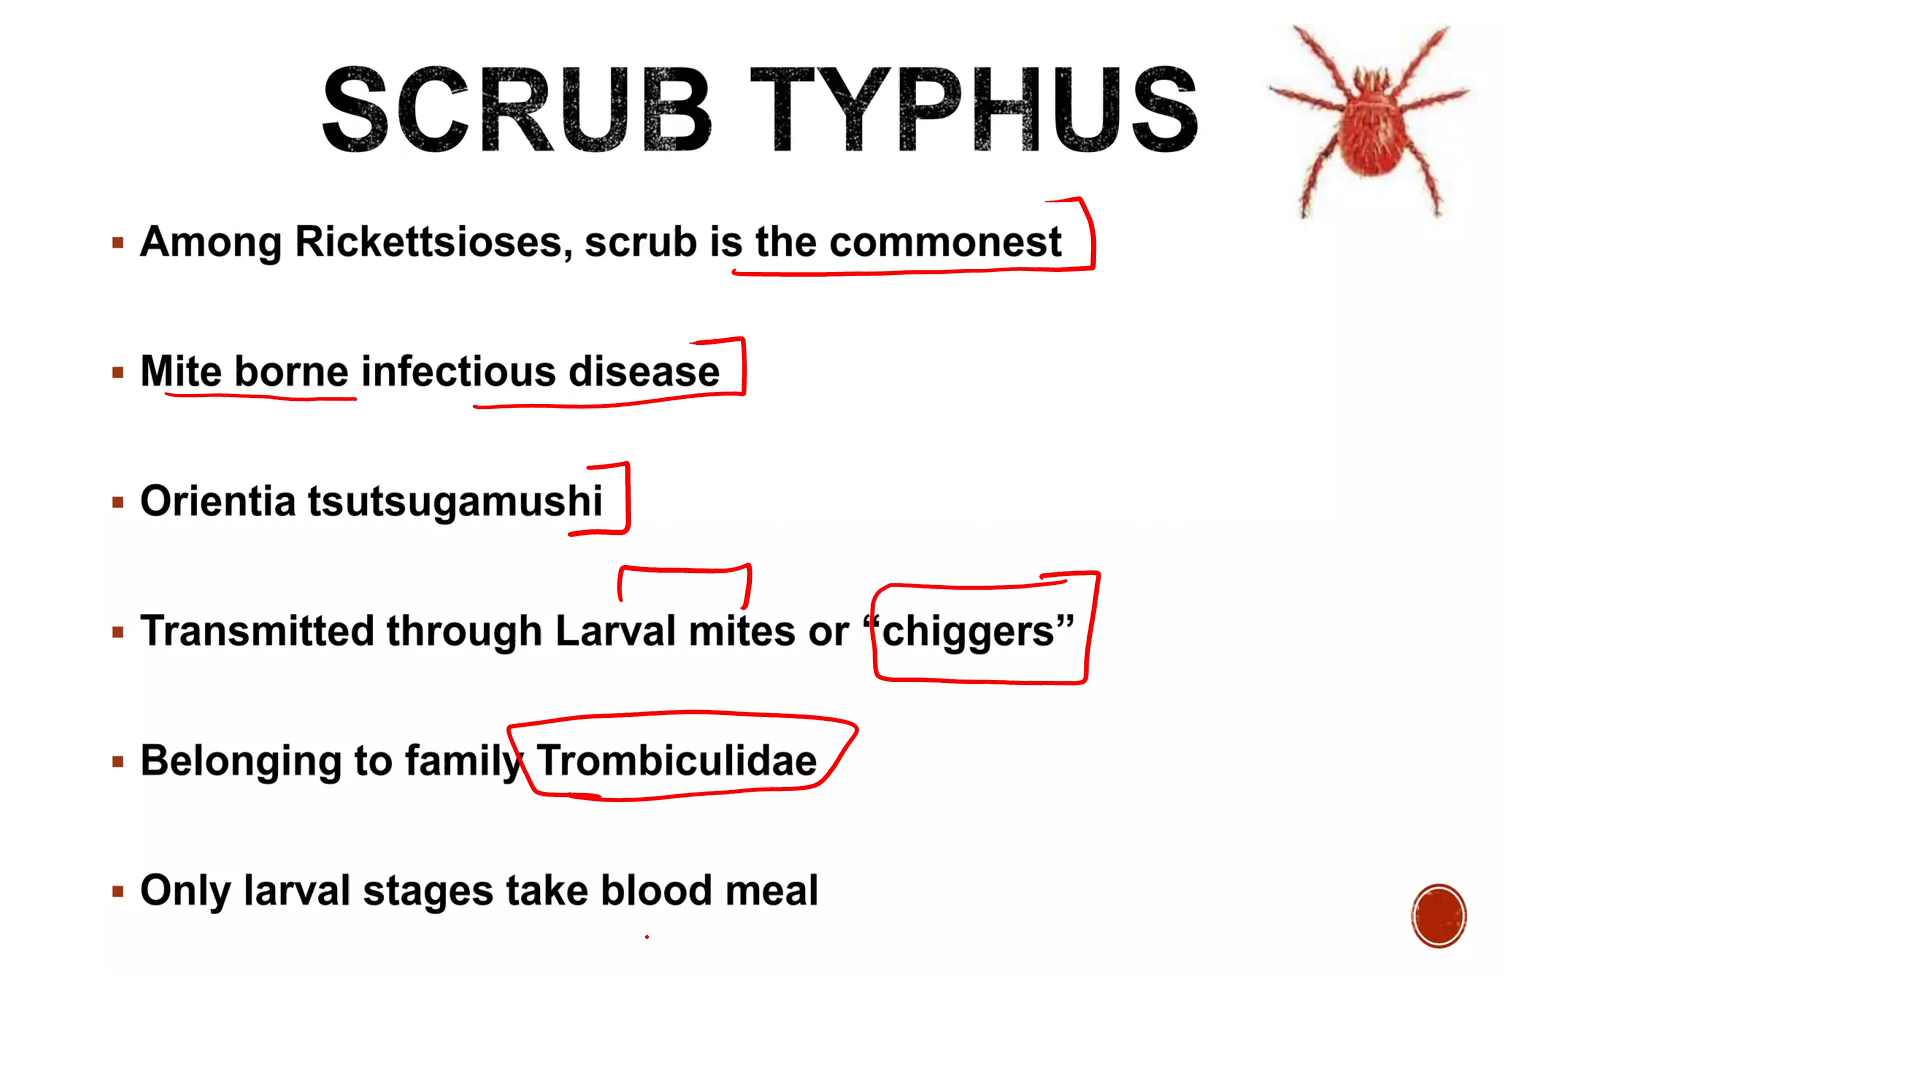 SCRUB TYPHUS
▪ Among Rickettsioses, scrub is the commonest
▪ Mite borne infectious disease
▪ Orientia tsutsugamushi
▪ Transmitted through Larval mites or “chiggers”
▪ Belonging to family Trombiculidae
▪ Only larval stages take blood meal